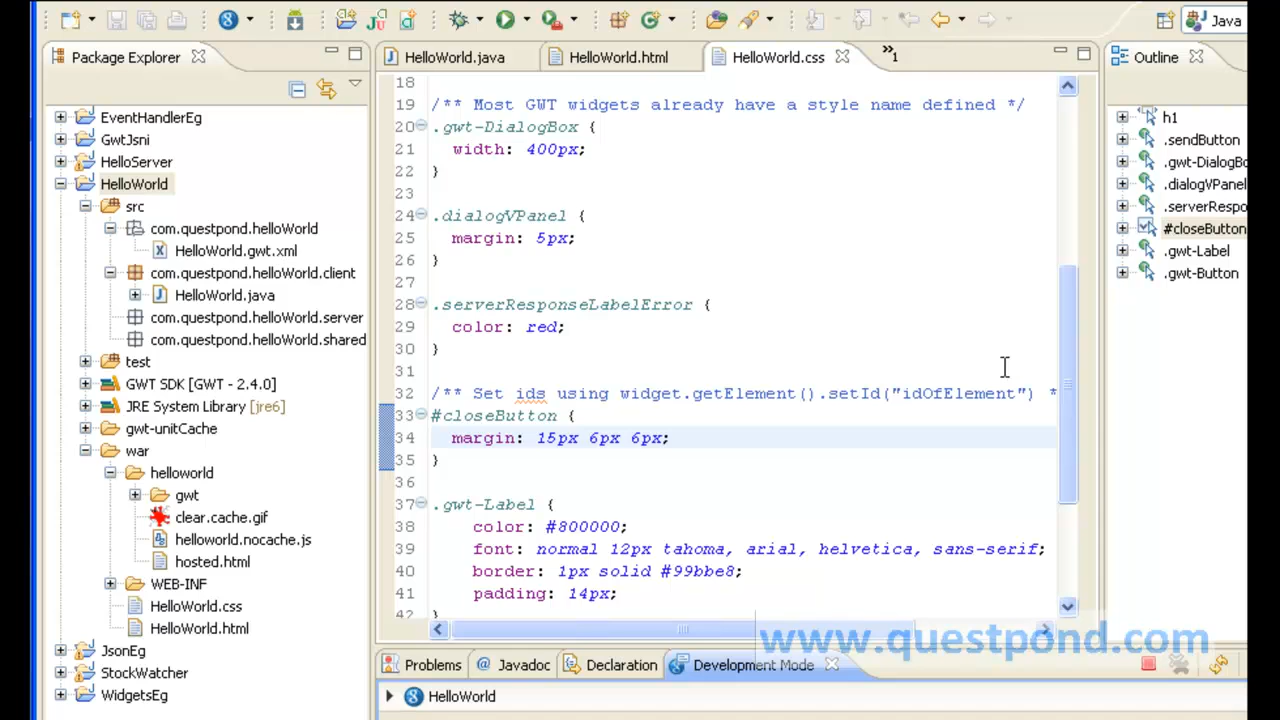 Java
Package Explorer
EventHandlerEg
GwtJsni
HelloServer
HelloWorld
src
com.questpond.helloWorld
HelloWorld.gwt.xml
com.questpond.helloWorld.client
HelloWorld.java
com.questpond.helloWorld.server
com.questpond.helloWorld.shared
test
GWT SDK [GWT - 2.4.0]
JRE System Library [jre6]
gwt-unitCache
war
helloworld
gwt
clear.cache.gif
helloworld.nocache.js
hosted.html
WEB-INF
HelloWorld.css
HelloWorld.html
JsonEg
StockWatcher
WidgetsEg
HelloWorld.java HelloWorld.html HelloWorld.css »1
18
19 /** Most GWT widgets already have a style name defined */
20 .gwt-DialogBox {
21 width: 400px;
22 }
23
24 .dialogVPanel {
25 margin: 5px;
26 }
27
28 .serverResponseLabelError {
29 color: red;
30 }
31
32 /** Set ids using widget.getElement().setId("idOfElement") *
33 #closeButton {
34 margin: 15px 6px 6px;
35 }
36
37 .gwt-Label {
38 color: #800000;
39 font: normal 12px tahoma, arial, helvetica, sans-serif;
40 border: 1px solid #99bbe8;
41 padding: 14px;
42 }
Outline
h1
.sendButton
.gwt-DialogBo
.dialogVPanel
.serverRespo
#closeButton
.gwt-Label
.gwt-Button
www.questpond.com
Problems @ Javadoc Declaration Development Mode
HelloWorld